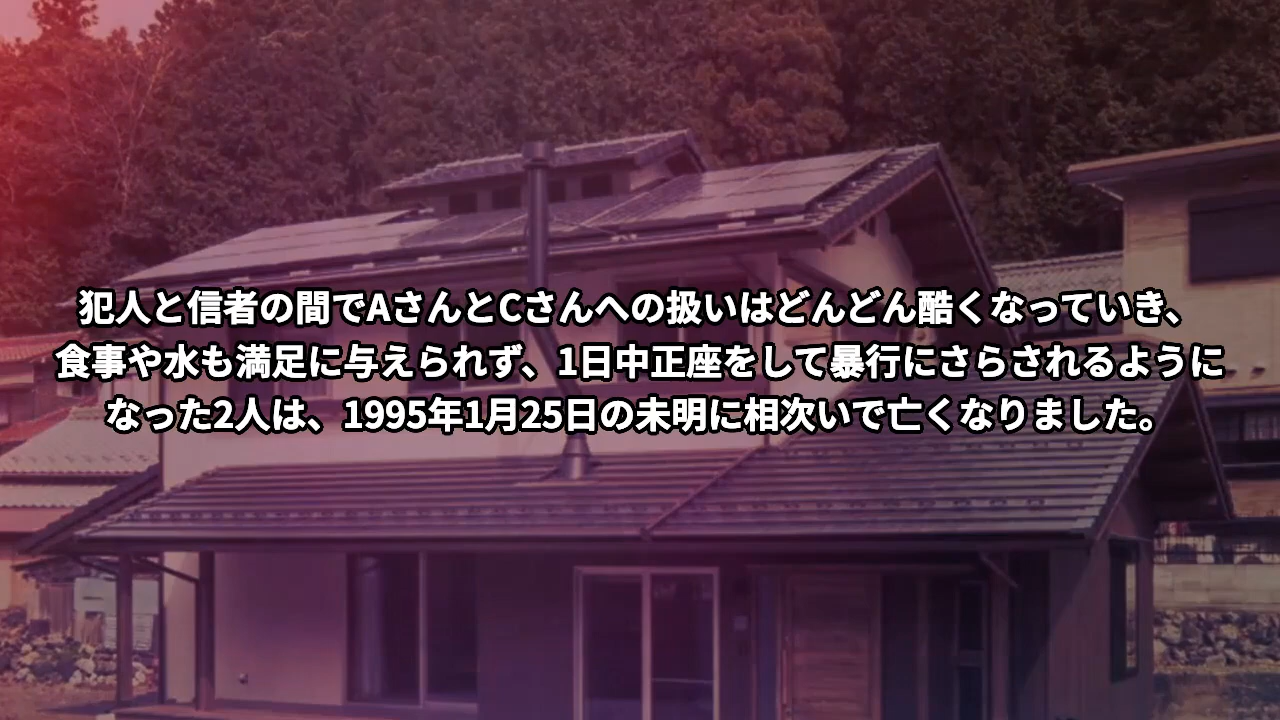 犯人と信者の間でAさんとCさんへの扱いはどんどん酷くなっていき、
食事や水も満足に与えられず、1日中正座をして暴行にさらされるように
なった2人は、1995年1月25日の未明に相次いで亡くなりました。